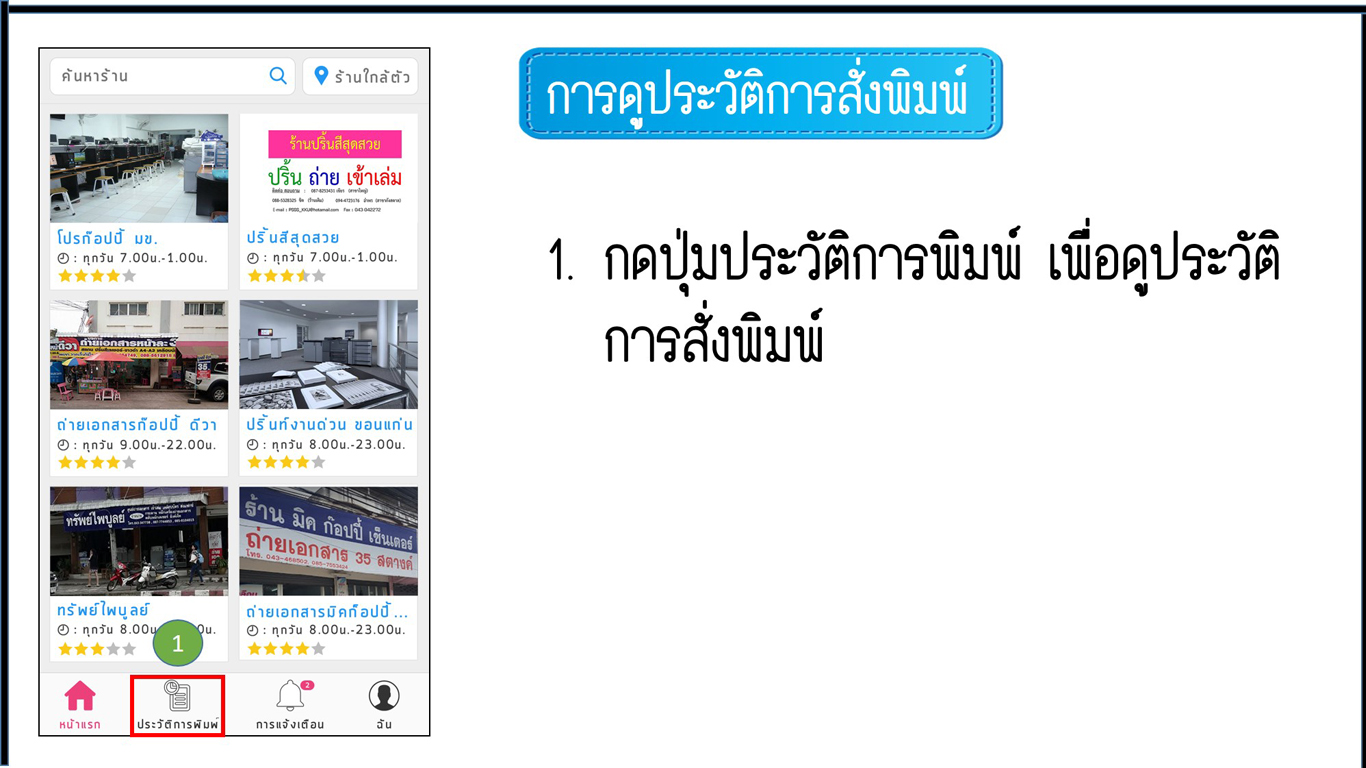 การดูประวัติการสั่งพิมพ์
1. กดปุ่มประวัติการพิมพ์ เพื่อดูประวัติ
การสั่งพิมพ์
ค้นหาร้าน
ร้านใกล้ตัว
ร้านปริ้นสีสุดสวย
ปริ้น ถ่าย เข้าเล่ม
โปรก๊อปปี้ มข.
ทุกวัน 7.00น.-1.00น.
ปริ้นสีสุดสวย
ทุกวัน 7.00น.-1.00น.
ถ่ายเอกสารก๊อปปี้ ดีวา
ทุกวัน 9.00น.-22.00น.
ปริ้นท์งานด่วน ขอนแก่น
ทุกวัน 8.00น.-23.00น.
ทรัพย์ไพบูลย์
ร้าน มิค ก๊อปปี้ เซ็นเตอร์
ถ่ายเอกสาร 35 สตางค์
ทรัพย์ไพบูลย์
ทุกวัน 8.00น.
1
ถ่ายเอกสารมิคก็อปปี้...
ทุกวัน 8.00น.-23.00น.
หน้าแรก
ประวัติการพิมพ์
2
การแจ้งเตือน
ฉัน